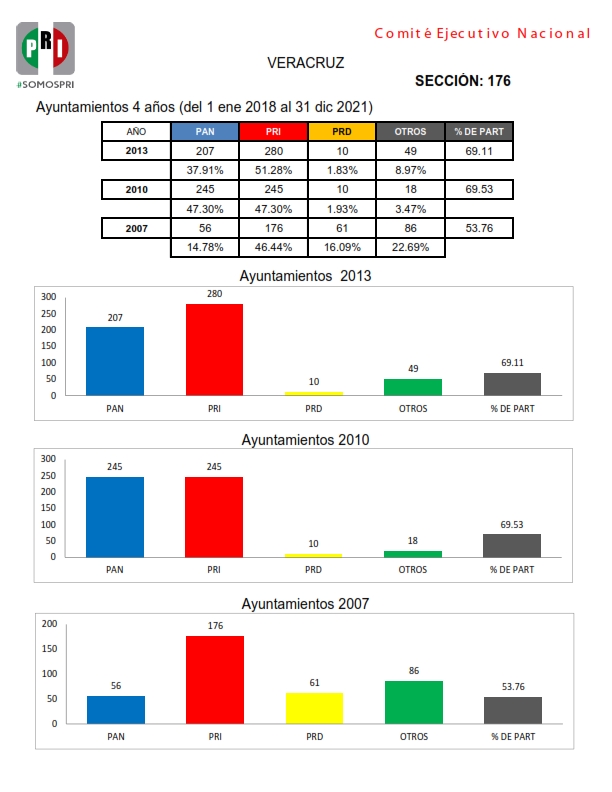 Comité Ejecutivo Nacional
PRI
#SOMOSPRI
VERACRUZ
SECCIÓN: 176
Ayuntamientos 4 años (del 1 ene 2018 al 31 dic 2021)
AÑO PAN PRI PRD OTROS % DE PART
2013 207 280 10 49 69.11
37.91% 51.28% 1.83% 8.97%
2010 245 245 10 18 69.53
47.30% 47.30% 1.93% 3.47%
2007 56 176 61 86 53.76
14.78% 46.44% 16.09% 22.69%
Ayuntamientos 2013
300
250
200
150
100
50
0
207 280 10 49 69.11
PAN PRI PRD OTROS % DE PART
Ayuntamientos 2010
300
250
200
150
100
50
0
245 245 10 18 69.53
PAN PRI PRD OTROS % DE PART
Ayuntamientos 2007
200
150
100
50
0
56 176 61 86 53.76
PAN PRI PRD OTROS % DE PART